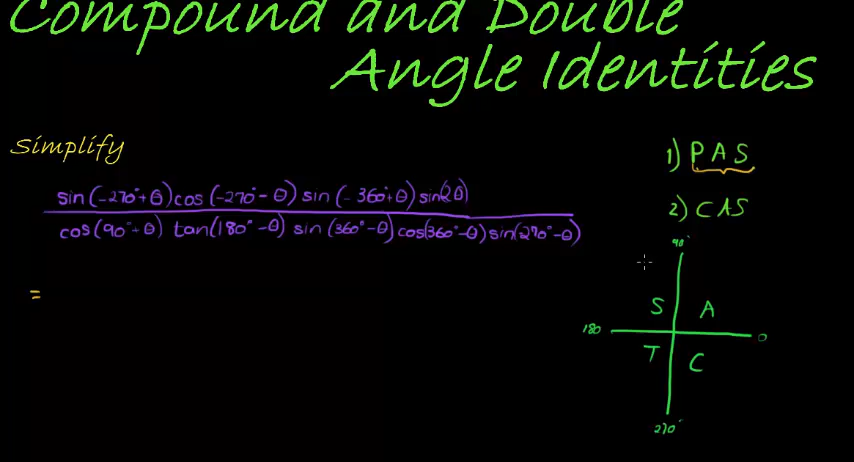 Compound and Double
Angle Identities
Simplify
sin(-270°+θ)cos(-270°-θ) sin(-360°+θ) sin(2θ)
cos(90°+θ) tan(180°-θ) sin(360°-θ)cos(360°-θ)sin(270°-θ)
=
1) PAS
2) CAS
90°
S A
180 0
T C
270°